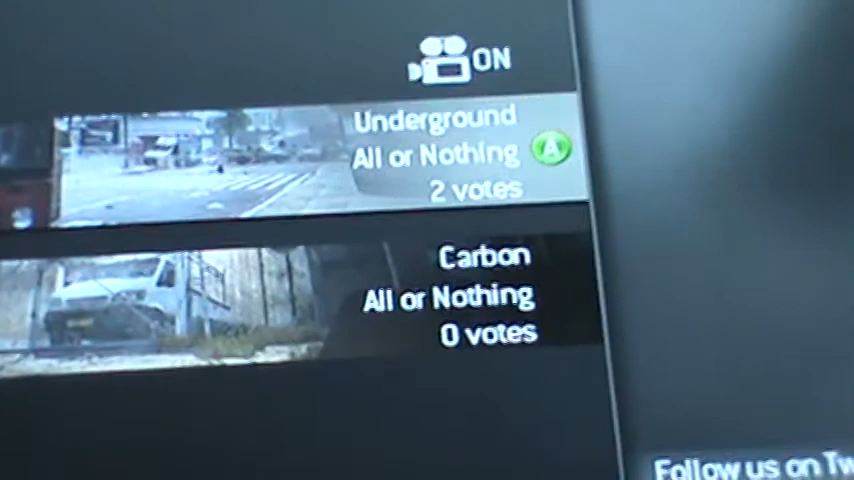 ON
Underground
All or Nothing
A
2 votes
Carbon
All or Nothing
0 votes
Follow us on